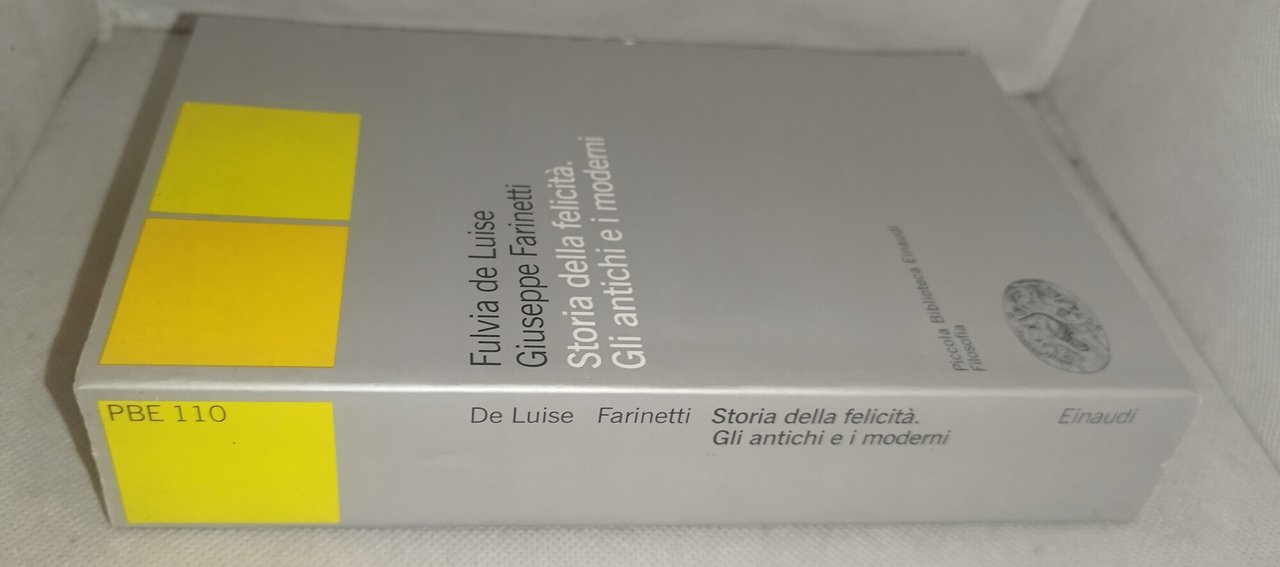 Fulvia de Luise
Giuseppe Farinetti
Storia della felicità.
Gli antichi e i moderni
Piccola Biblioteca Einaudi
Filosofia
PBE 110
De Luise Farinetti Storia della felicità.
Gli antichi e i moderni
Einaudi